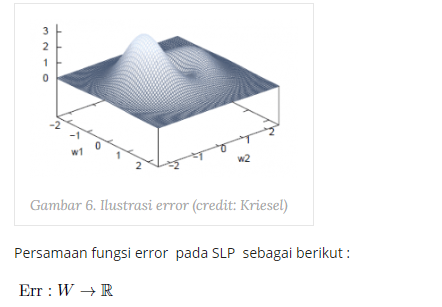 3
2
1
0
-2
-1
0
1
2
w1
-2
-1
0
1
2
w2
Gambar 6. Ilustrasi error (credit: Kriesel)
Persamaan fungsi error pada SLP sebagai berikut :
Err : W → ℝ